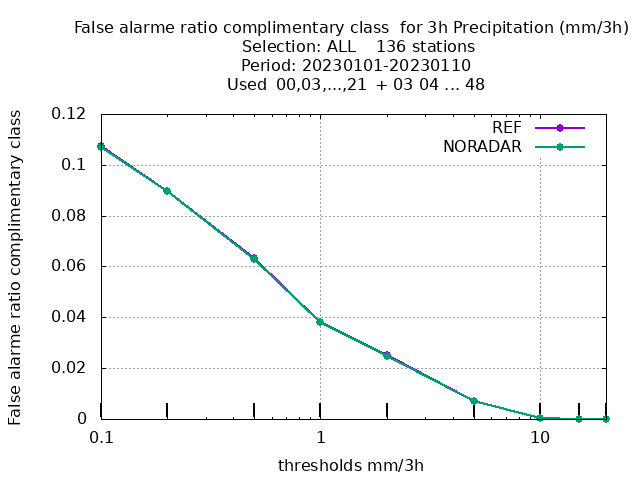 False alarme ratio complimentary class  for 3h Precipitation (mm/3h)
Selection: ALL    136 stations
Period: 20230101-20230110
Used  00,03,...,21  + 03 04 ... 48
False alarme ratio complimentary class
0.12
0.1
0.08
0.06
0.04
0.02
0
REF
NORADAR
0.1
1
10
thresholds mm/3h